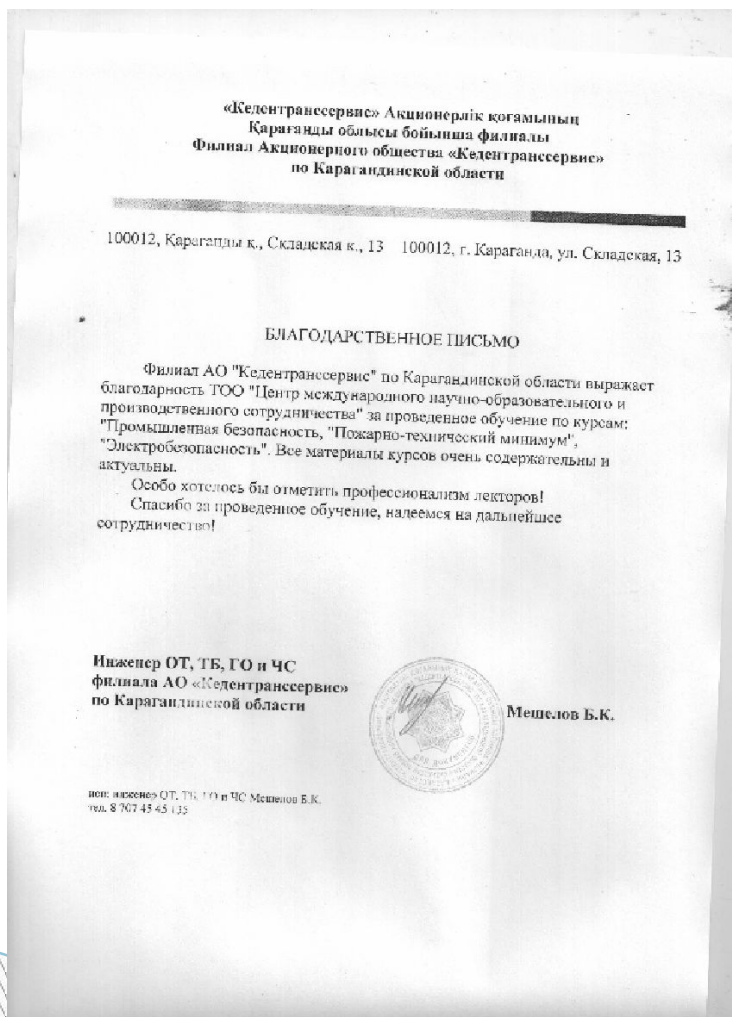 «Кедентранссервис» Акционерлік қоғамының
Қарағанды облысы бойынша филиалы
Филиал Акционерного общества «Кедентранссервис»
по Карагандинской области
100012, Қарағанды қ., Складская к., 13 100012, г. Караганда, ул. Складская, 13
БЛАГОДАРСТВЕННОЕ ПИСЬМО
Филиал АО "Кедентранссервис" по Карагандинской области выражает
благодарность ТОО "Центр международного научно-образовательного и
производственного сотрудничества" за проведенное обучение по курсам:
"Промышленная безопасность, "Пожарно-технический минимум",
"Электробезопасность". Все материалы курсов очень содержательны и
актуальны.
Особо хотелось бы отметить профессионализм лекторов!
Спасибо за проведенное обучение, надеемся на дальнейшее
сотрудничество!
Инженер ОТ, ТБ, ГО и ЧС
филиала АО «Кедентранссервис»
по Карагандинской области
Мешелов Б.К.
исп: инженер ОТ, ТБ, ГО и ЧС Мешелов Б.К.
тел. 8 707 45 45 135